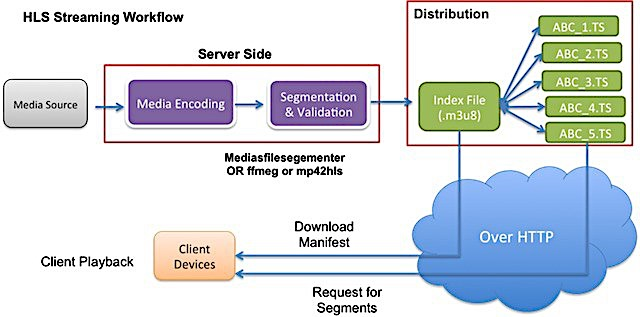 HLS Streaming Workflow
Distribution
Server Side
Media Source
Media Encoding
Segmentation
& Validation
Index File
(.m3u8)
ABC_1.TS
ABC_2.TS
ABC_3.TS
ABC_4.TS
ABC_5.TS
Mediasfilesegementer
OR ffmeg or mp42hls
Over HTTP
Download
Manifest
Client Playback
Client
Devices
Request for
Segments